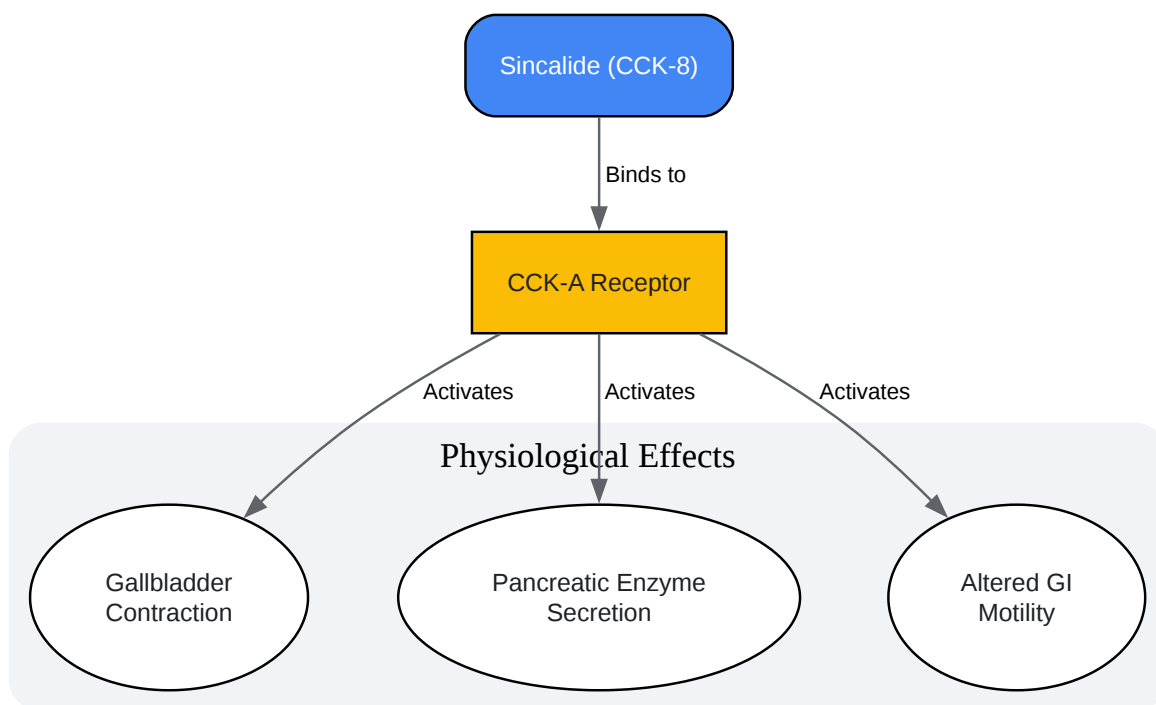 Sincalide (CCK-8)
Binds to
CCK-A Receptor
Activates
Activates
Activates
Physiological Effects
Gallbladder
Contraction
Pancreatic Enzyme
Secretion
Altered GI
Motility